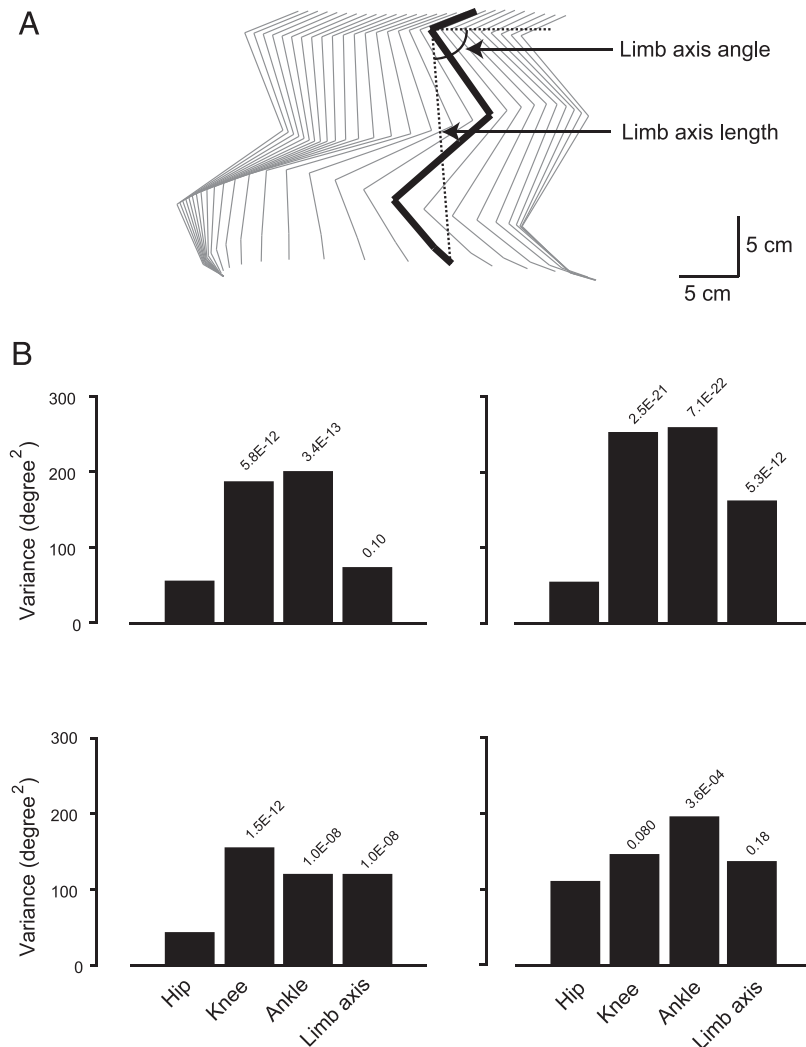 A
Limb axis angle
Limb axis length
5 cm
5 cm
B
Variance (degree²)
300
200
100
0
5.8E-12
3.4E-13
0.10
2.5E-21
7.1E-22
5.3E-12
Variance (degree²)
300
200
100
0
1.5E-12
1.0E-08
1.0E-08
0.080
3.6E-04
0.18
Hip
Knee
Ankle
Limb axis
Hip
Knee
Ankle
Limb axis